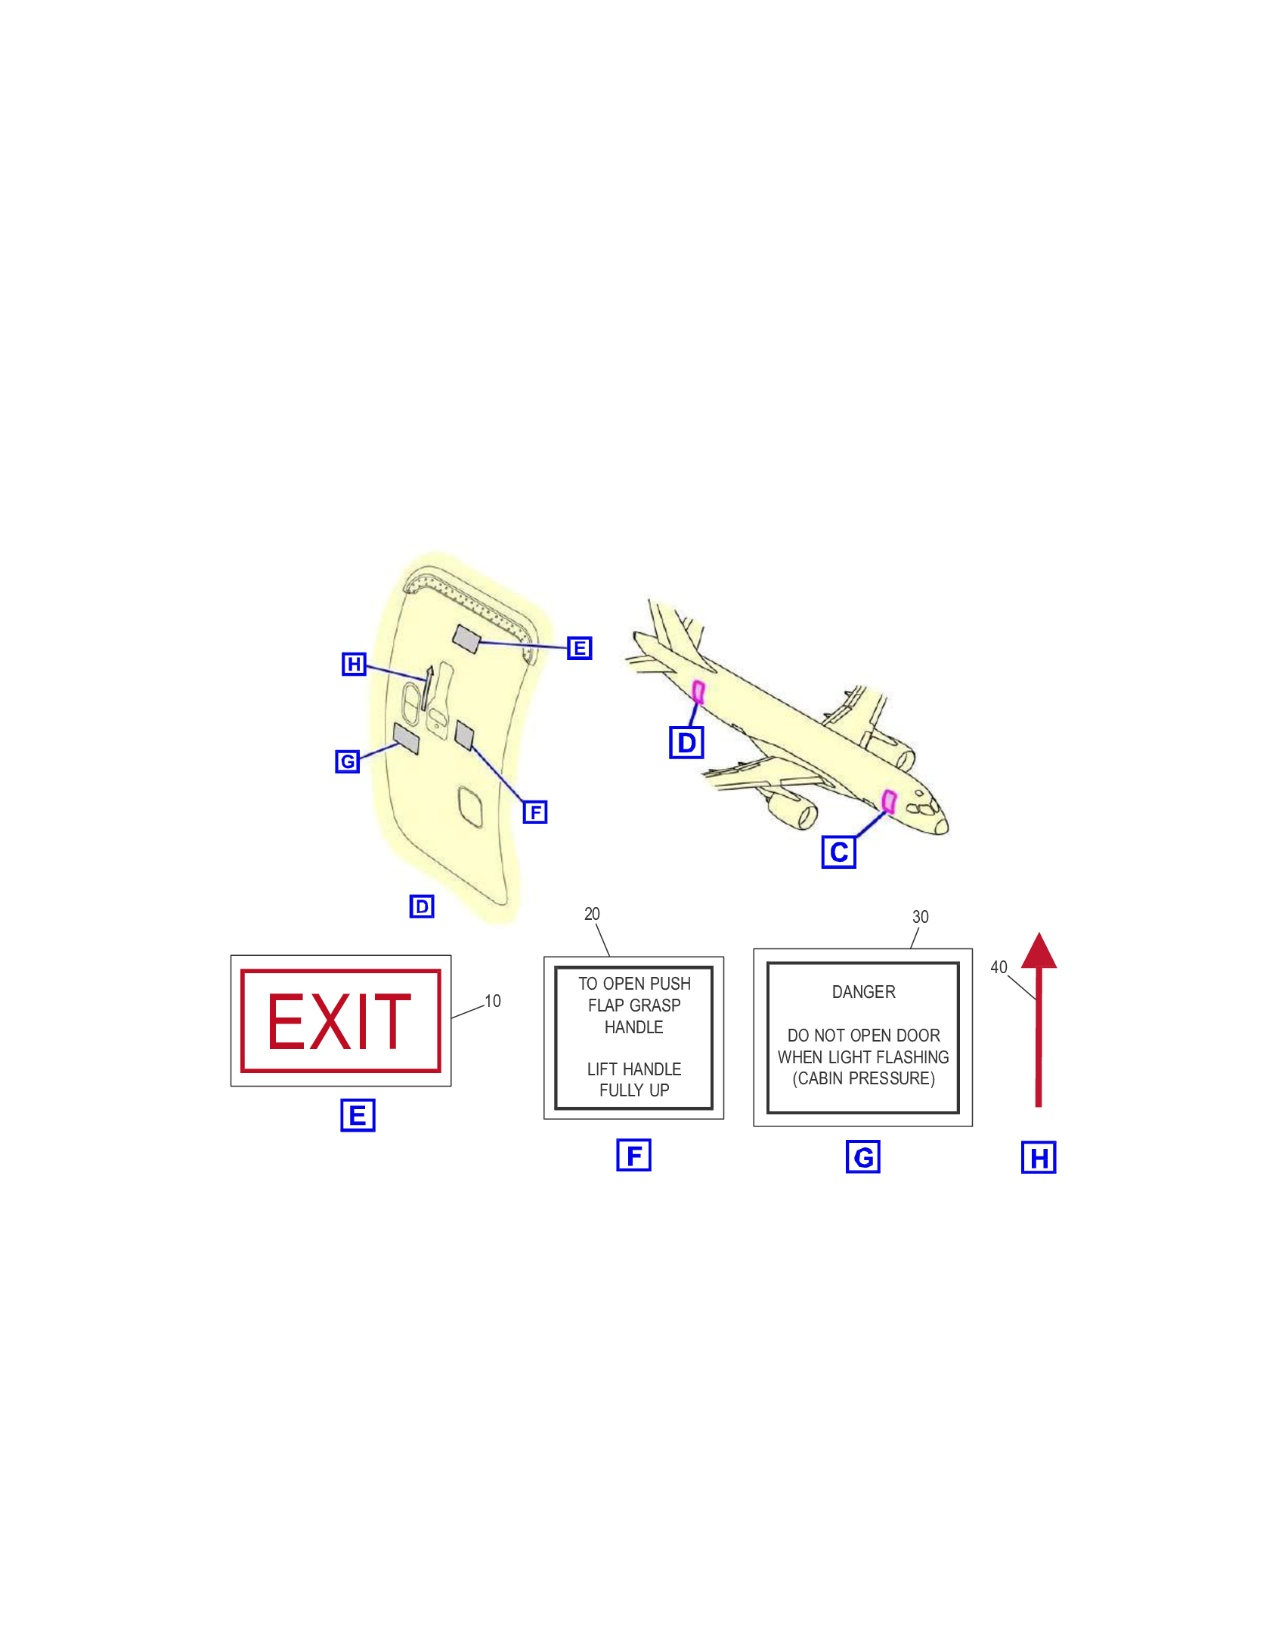 E
H
D
G
F
C
D
20
30
40
EXIT
10
TO OPEN PUSH
FLAP GRASP
HANDLE
LIFT HANDLE
FULLY UP
DANGER
DO NOT OPEN DOOR
WHEN LIGHT FLASHING
(CABIN PRESSURE)
E
F
G
H